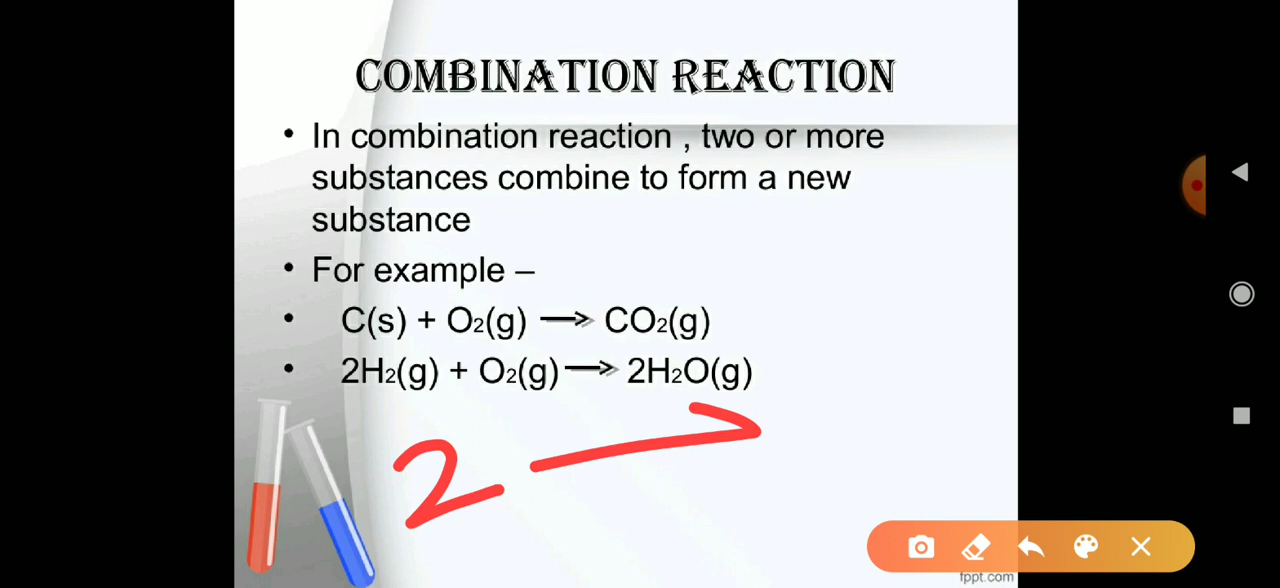 COMBINATION REACTION
• In combination reaction , two or more
substances combine to form a new
substance
• For example –
• C(s) + O2(g) ⟶ CO2(g)
• 2H2(g) + O2(g) ⟶ 2H2O(g)
2 ⟶
fppt.com